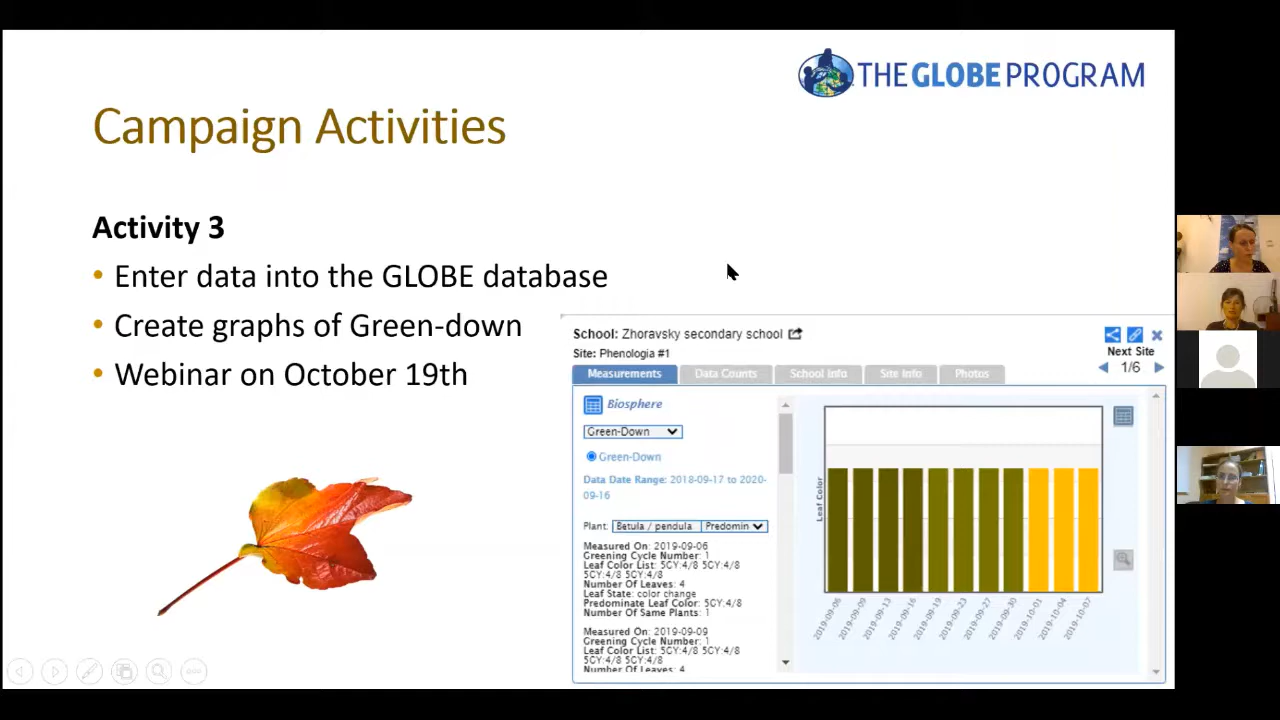 THE GLOBE PROGRAM
Campaign Activities
Activity 3
• Enter data into the GLOBE database
• Create graphs of Green-down
• Webinar on October 19th
School: Zhoravsky secondary school
Site: Phenologia #1
Next Site
1/6
Measurements
Data Counts
School Info
Site Info
Photos
Biosphere
Green-Down
Green-Down
Data Date Range: 2018-09-17 to 2020-
09-16
Plant: Betula / pendula Predomin
Measured On: 2019-09-06
Greening Cycle Number: 1
Leaf Color List: 5GY:4/8 5GY:4/8
5GY:4/8 5GY:4/8
Number Of Leaves: 4
Leaf State: color change
Predominate Leaf Color: 5GY:4/8
Number Of Same Plants: 1
Measured On: 2019-09-09
Greening Cycle Number: 1
Leaf Color List: 5GY:4/8 5GY:4/8
5GY:4/8 5GY:4/8
Number Of Leaves: 4
Leaf Color
2019-09-06
2019-09-09
2019-09-13
2019-09-16
2019-09-19
2019-09-23
2019-09-27
2019-09-30
2019-10-01
2019-10-04
2019-10-07